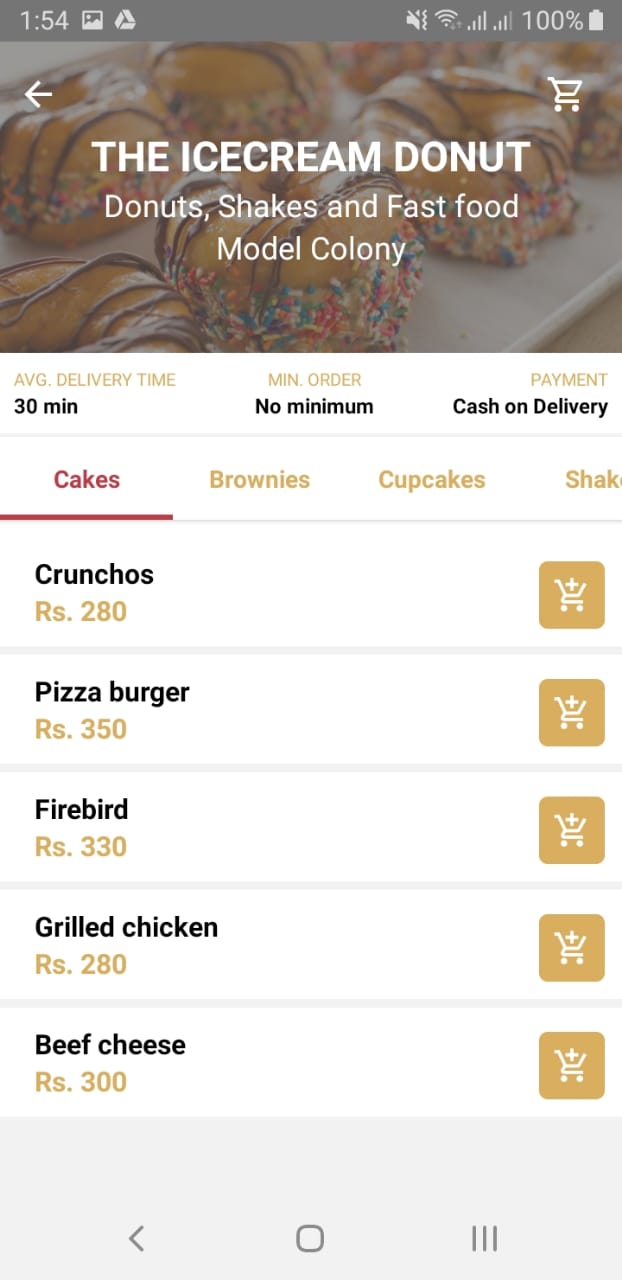 1:54
100%
THE ICECREAM DONUT
Donuts, Shakes and Fast food
Model Colony
AVG. DELIVERY TIME MIN. ORDER PAYMENT
30 min No minimum Cash on Delivery
Cakes Brownies Cupcakes Shak
Crunchos
Rs. 280
Pizza burger
Rs. 350
Firebird
Rs. 330
Grilled chicken
Rs. 280
Beef cheese
Rs. 300